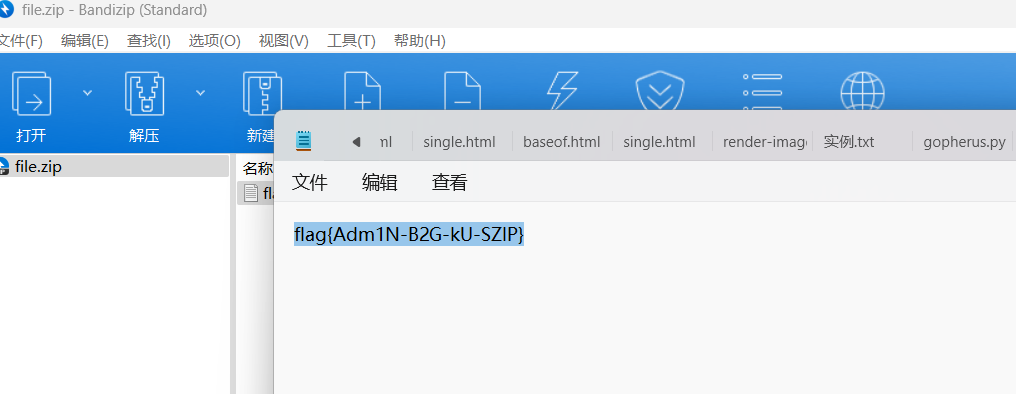 file.zip - Bandizip (Standard)
文件(F) 编辑(E) 查找(I) 选项(O) 视图(V) 工具(T) 帮助(H)
打开 解压 新建
file.zip
名称
single.html baseof.html single.html render-imag 实例.txt gopherus.py
文件 编辑 查看
flag{Adm1N-B2G-kU-SZIP}